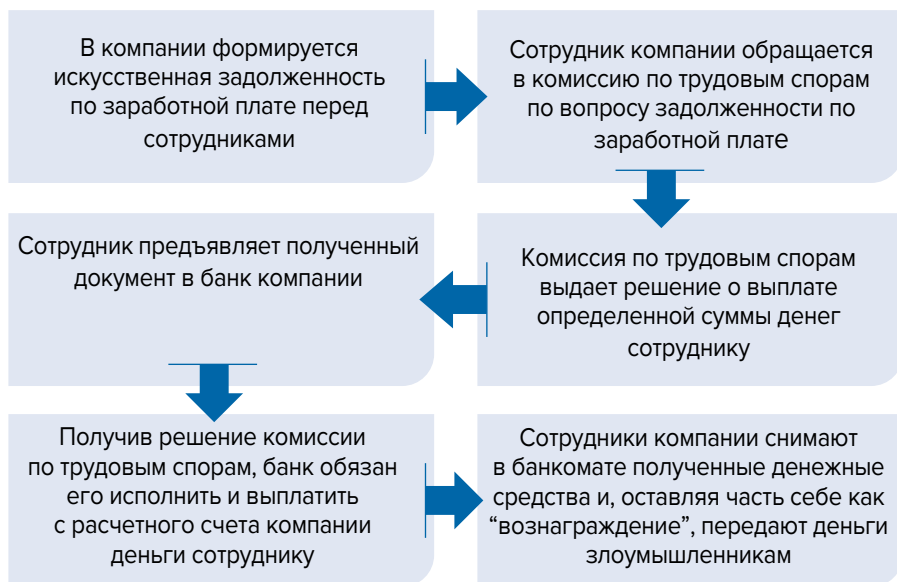 В компании формируется
искусственная задолженность
по заработной плате перед
сотрудниками
Сотрудник компании обращается
в комиссию по трудовым спорам
по вопросу задолженности по
заработной плате
Комиссия по трудовым спорам
выдает решение о выплате
определенной суммы денег
сотруднику
Сотрудник предъявляет полученный
документ в банк компании
Получив решение комиссии
по трудовым спорам, банк обязан
его исполнить и выплатить
с расчетного счета компании
деньги сотруднику
Сотрудники компании снимают
в банкомате полученные денежные
средства и, оставляя часть себе как
“вознаграждение”, передают деньги
злоумышленникам